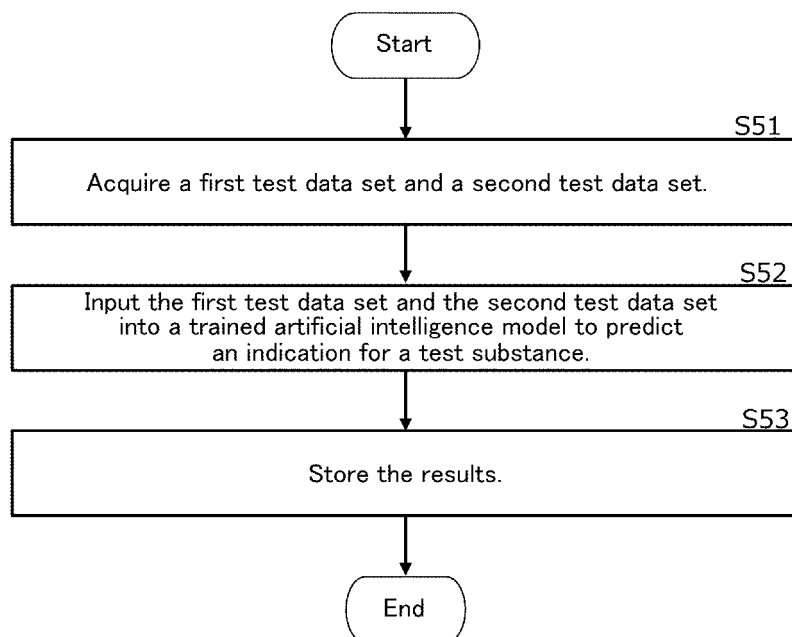 Start
S51
Acquire a first test data set and a second test data set.
S52
Input the first test data set and the second test data set
into a trained artificial intelligence model to predict
an indication for a test substance.
S53
Store the results.
End